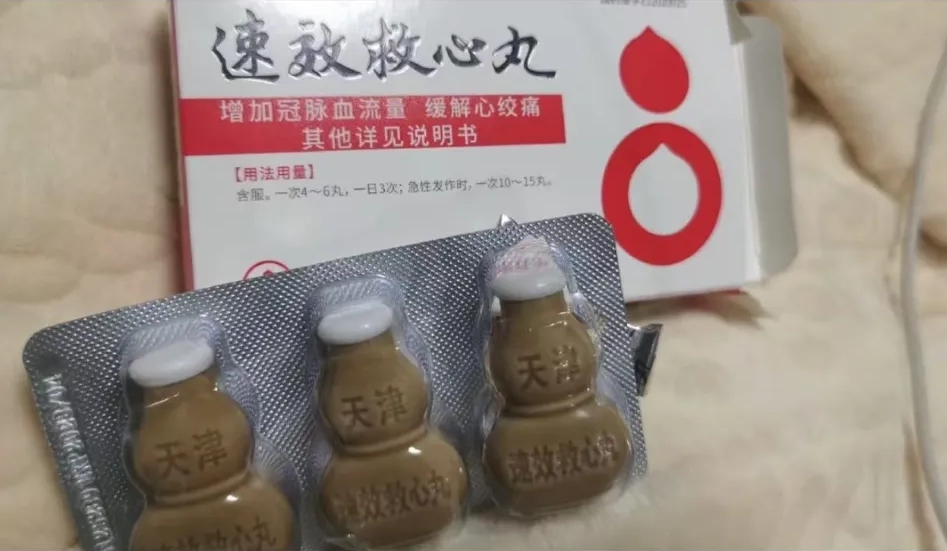 速效救心丸
增加冠脉血流量 缓解心绞痛
其他详见说明书
【用法用量】
含服。一次4～6丸，一日3次；急性发作时，一次10～15丸。
天津
天津
速效救心丸
天津
速效救心丸
速效救心丸